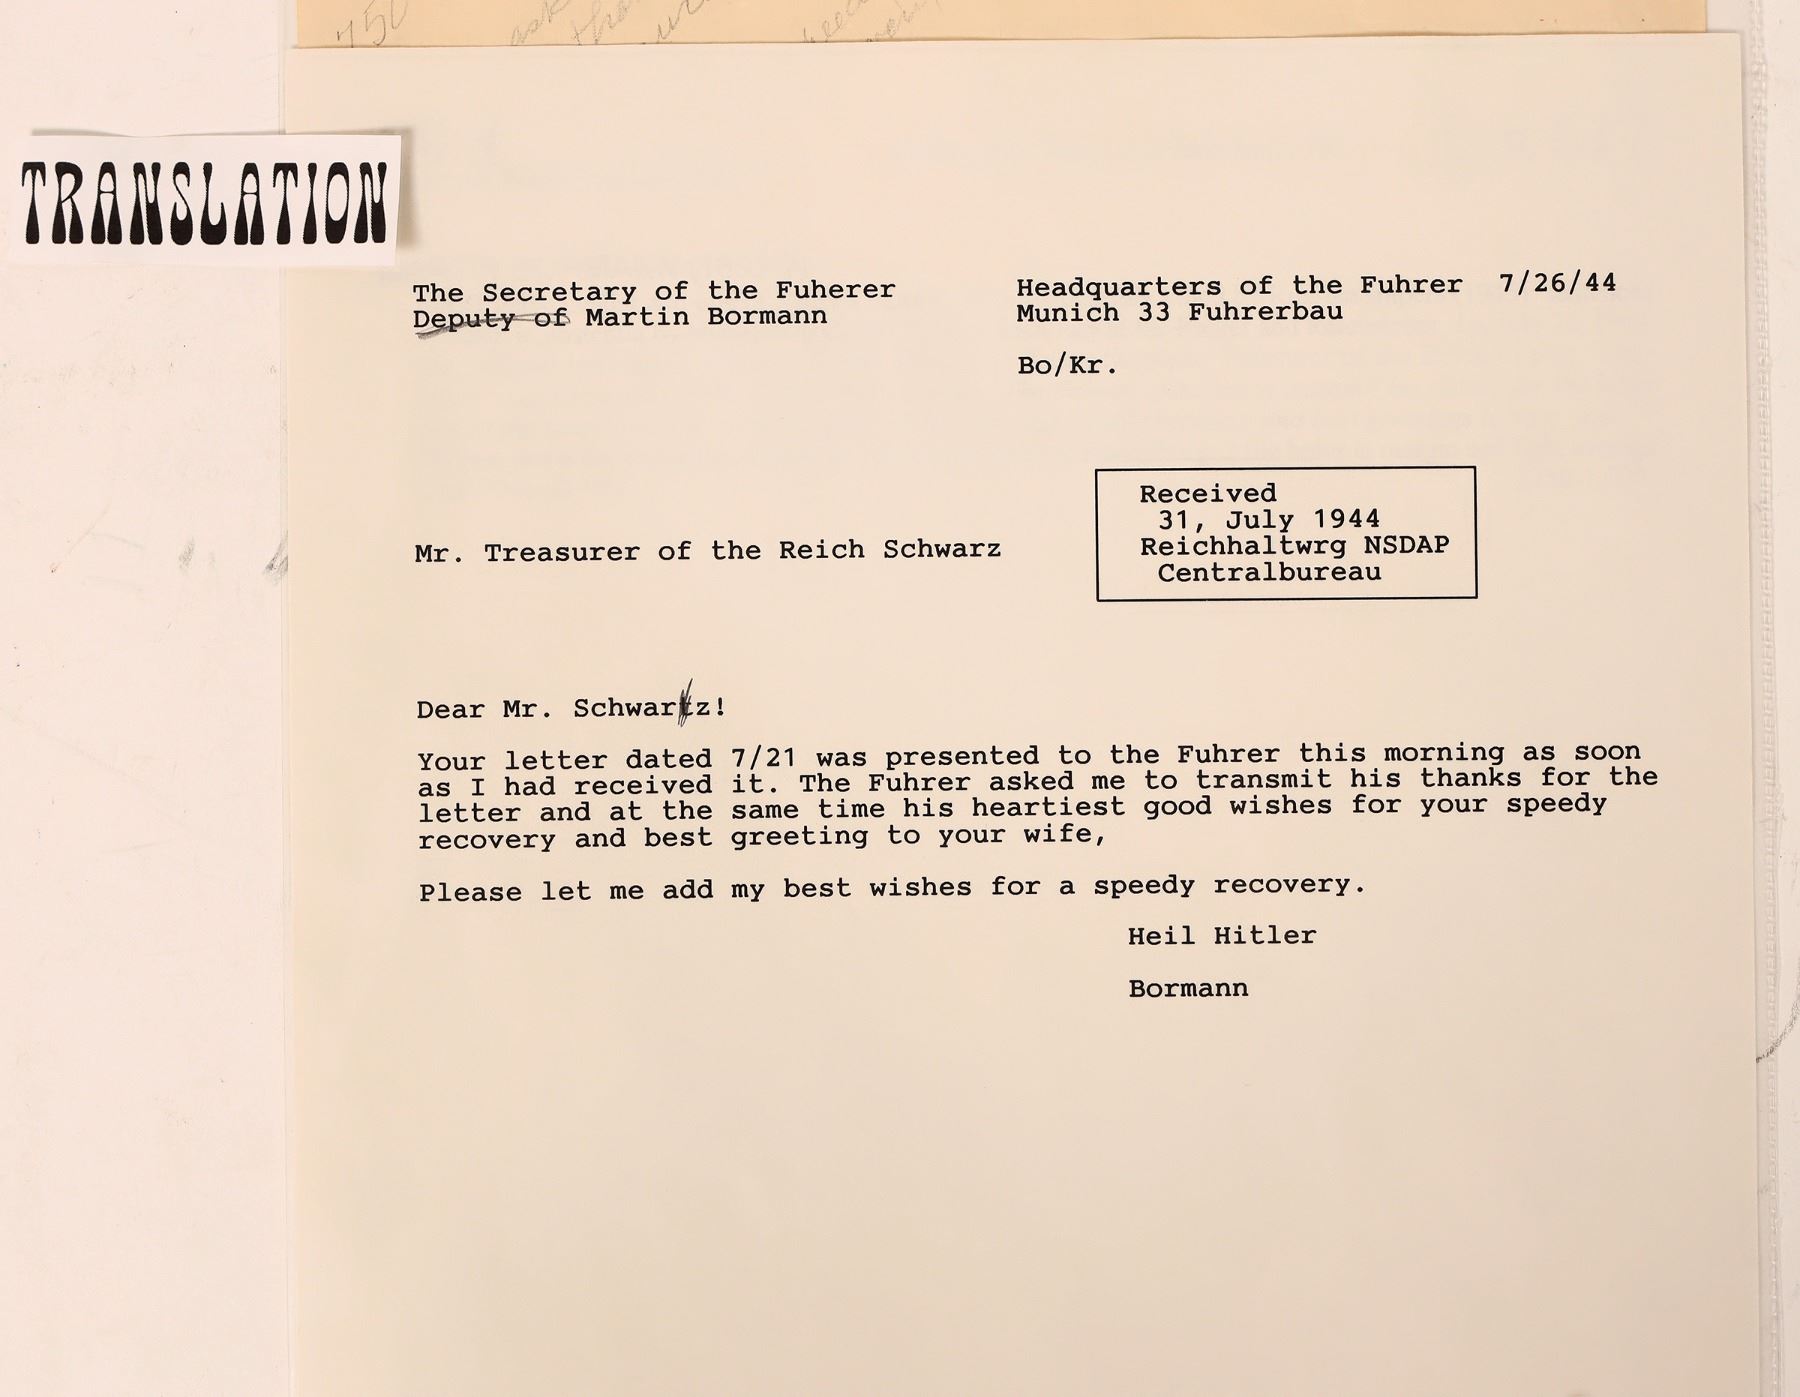 750 ask
TRANSLATION
The Secretary of the Fuherer
Deputy of Martin Bormann
Headquarters of the Fuhrer 7/26/44
Munich 33 Fuhrerbau
Bo/Kr.
Received
31, July 1944
Reichhaltwrg NSDAP
Centralbureau
Mr. Treasurer of the Reich Schwarz
Dear Mr. Schwartz!
Your letter dated 7/21 was presented to the Fuhrer this morning as soon
as I had received it. The Fuhrer asked me to transmit his thanks for the
letter and at the same time his heartiest good wishes for your speedy
recovery and best greeting to your wife,
Please let me add my best wishes for a speedy recovery.
Heil Hitler
Bormann